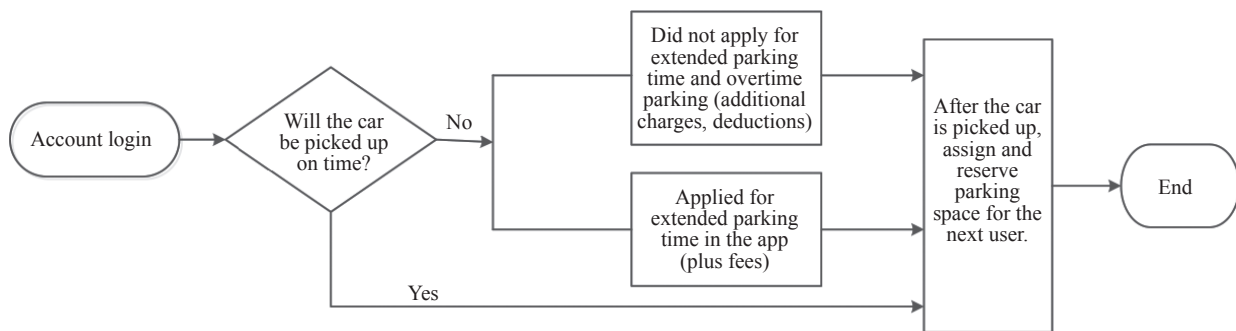 Account login
Will the car
be picked up
on time?
No
Did not apply for
extended parking
time and overtime
parking (additional
charges, deductions)
Applied for
extended parking
time in the app
(plus fees)
Yes
After the car
is picked up,
assign and
reserve
parking
space for the
next user.
End